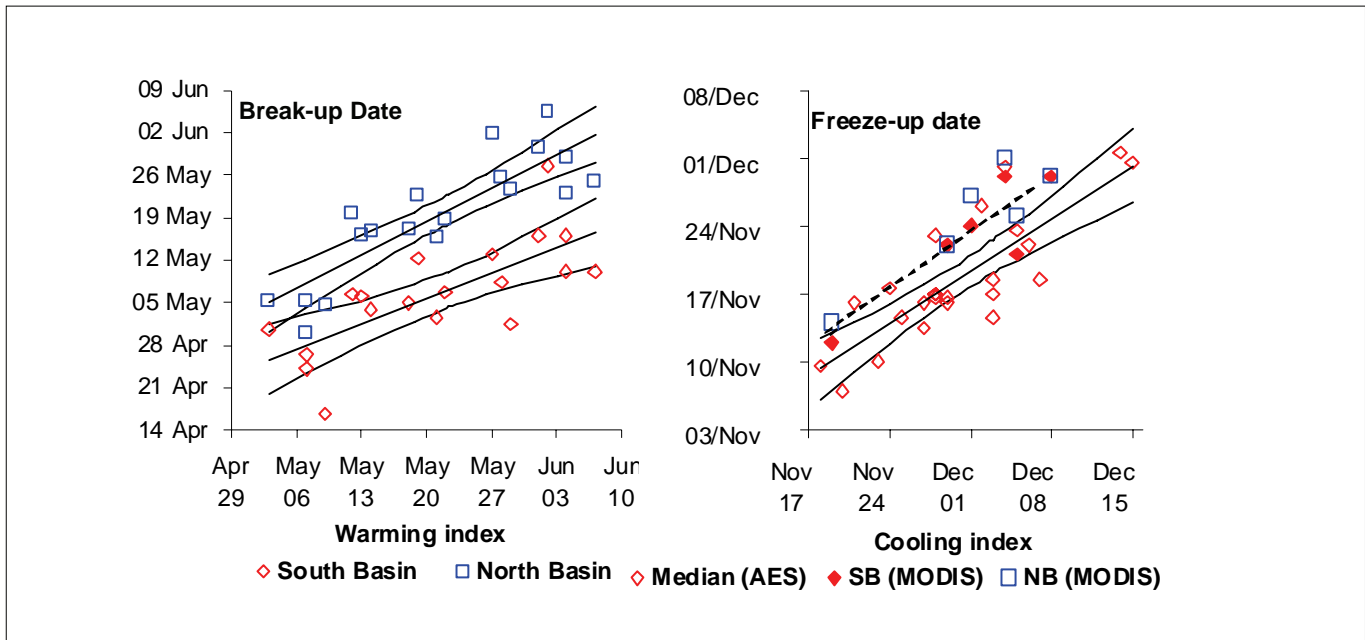 Break-up Date
09 Jun
02 Jun
26 May
19 May
12 May
05 May
28 Apr
21 Apr
14 Apr
Apr May May May May Jun Jun
29 06 13 20 27 03 10
Warming index
South Basin North Basin
Freeze-up date
08/Dec
01/Dec
24/Nov
17/Nov
10/Nov
03/Nov
Nov Nov Dec Dec Dec
17 24 01 08 15
Cooling index
Median (AES) SB (MODIS) NB (MODIS)